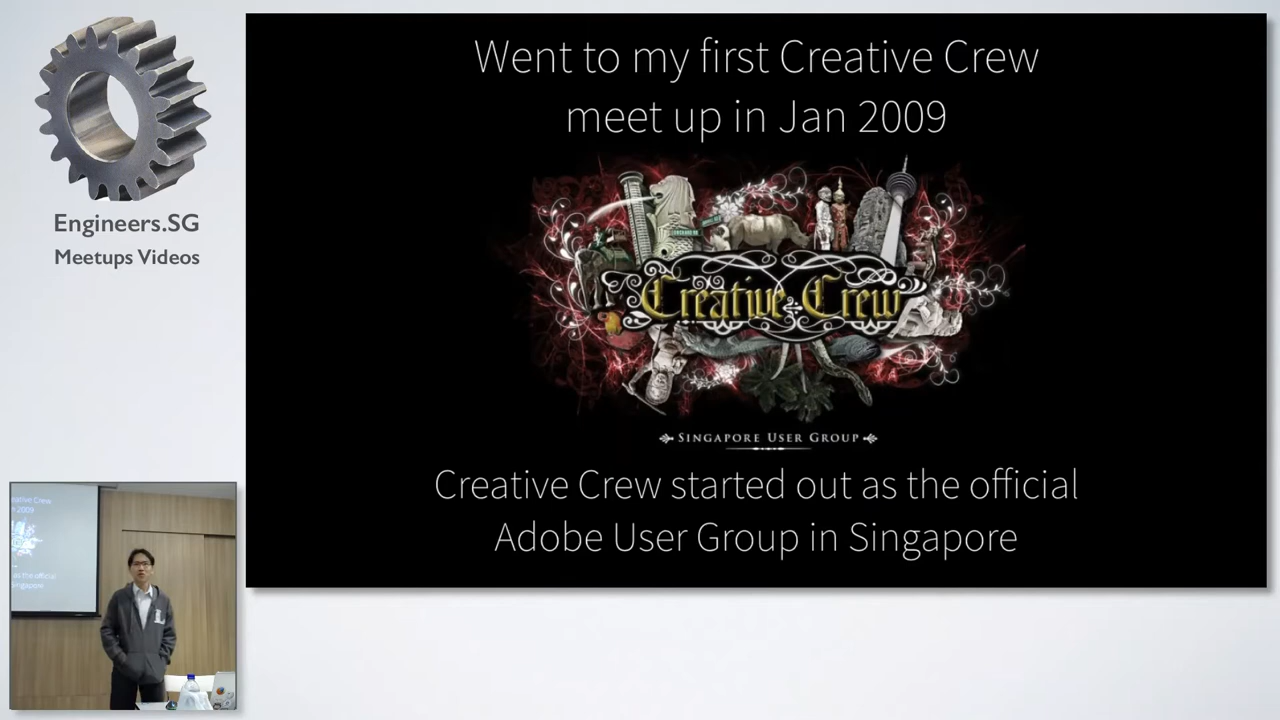 Engineers.SG
Meetups Videos
Went to my first Creative Crew
meet up in Jan 2009
Creative Crew
SINGAPORE USER GROUP
Creative Crew started out as the official
Adobe User Group in Singapore